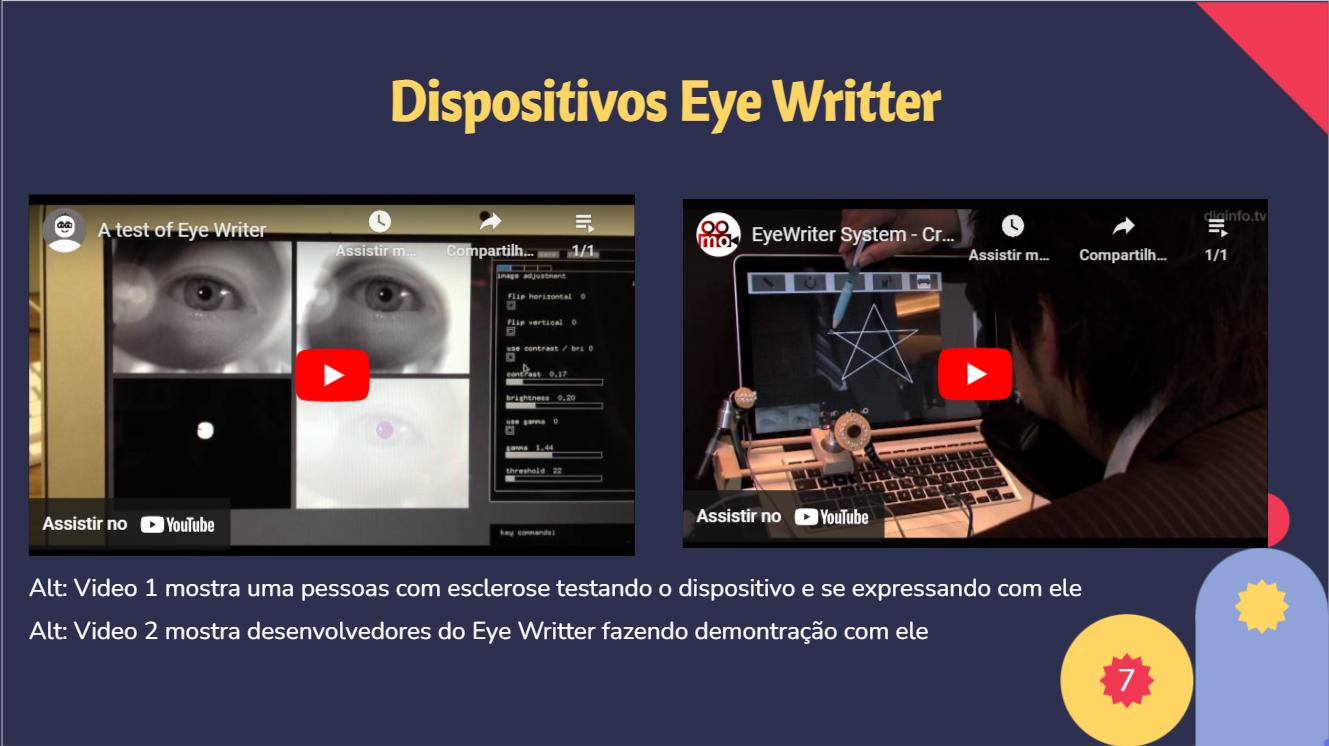 Dispositivos Eye Writter
A test of Eye Writer
Assistir m...
Compartilh...
1/1
image adjustment
flip horizontal 0
flip vertical 0
use contrast / bri 0
contrast 0.17
brightness 0.20
use gamma 0
gamma 1.44
threshold 22
key commands:
Assistir no YouTube
diginfo.tv
EyeWriter System - Cr...
Assistir m...
Compartilh...
1/1
Assistir no YouTube
Alt: Video 1 mostra uma pessoas com esclerose testando o dispositivo e se expressando com ele
Alt: Video 2 mostra desenvolvedores do Eye Writter fazendo demontração com ele
7